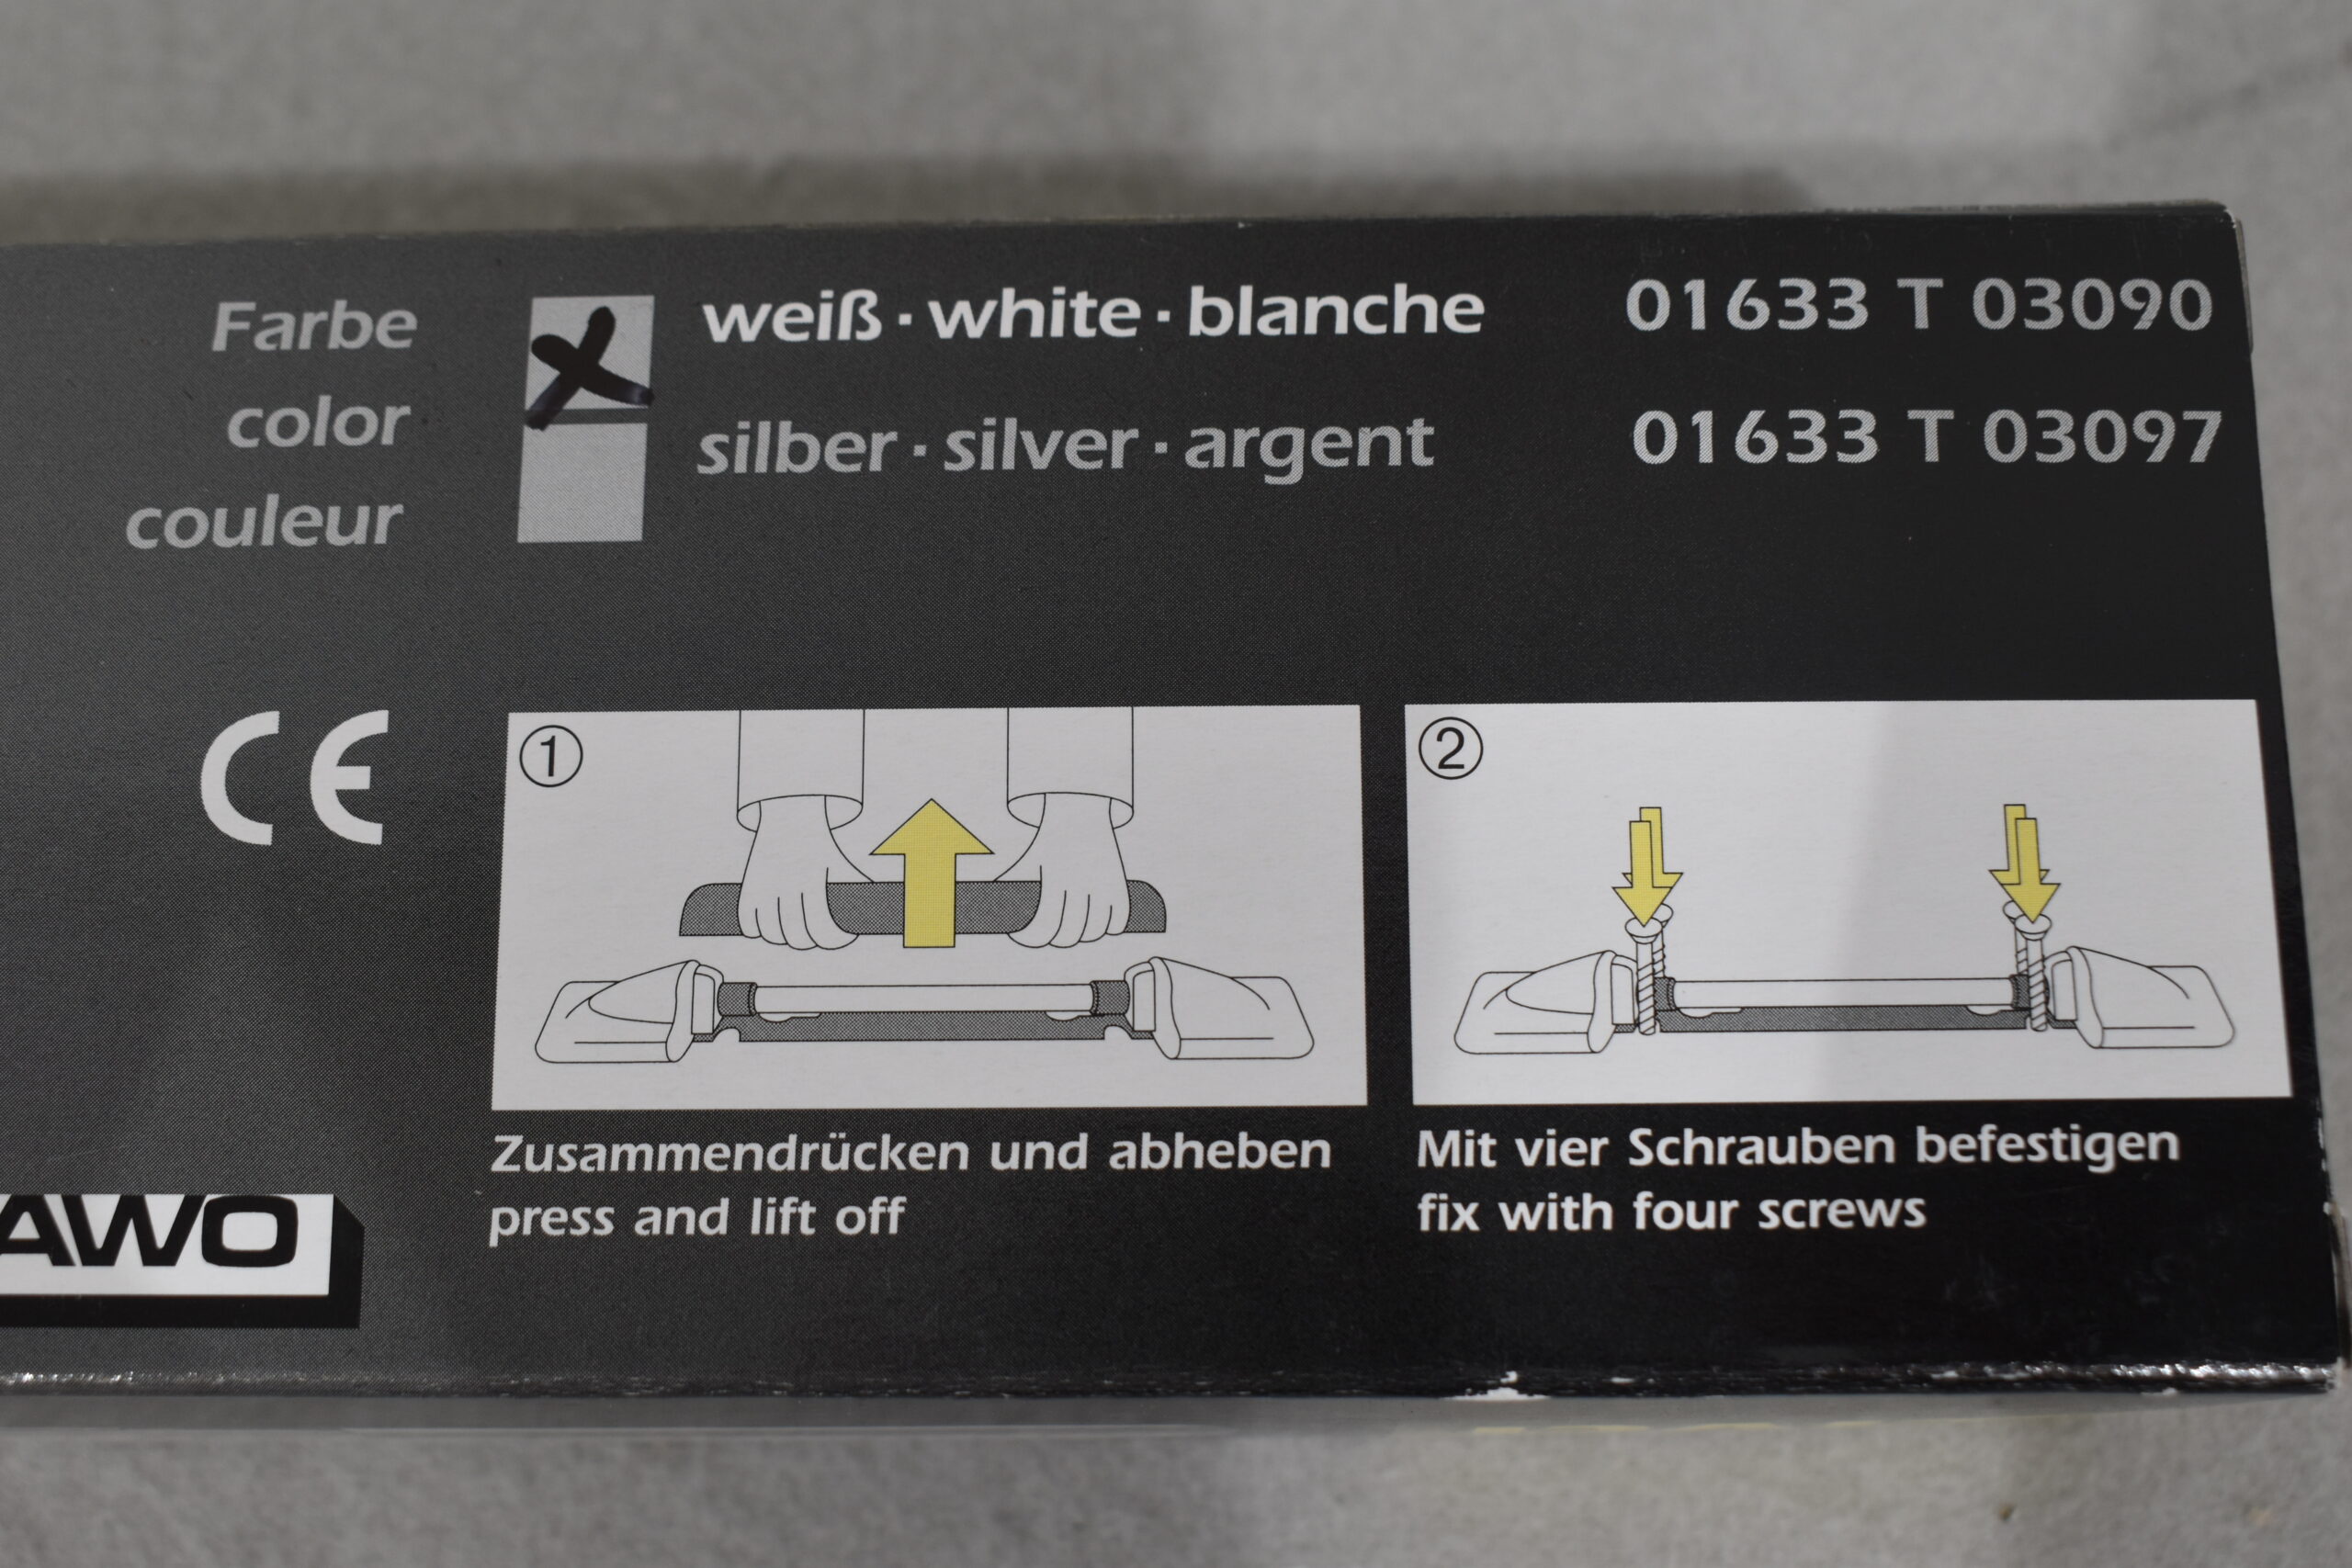 Farbe
color
couleur
weiß · white · blanche 01633 T 03090
silber · silver · argent 01633 T 03097
CE
1
2
Zusammendrücken und abheben
press and lift off
Mit vier Schrauben befestigen
fix with four screws
AWO